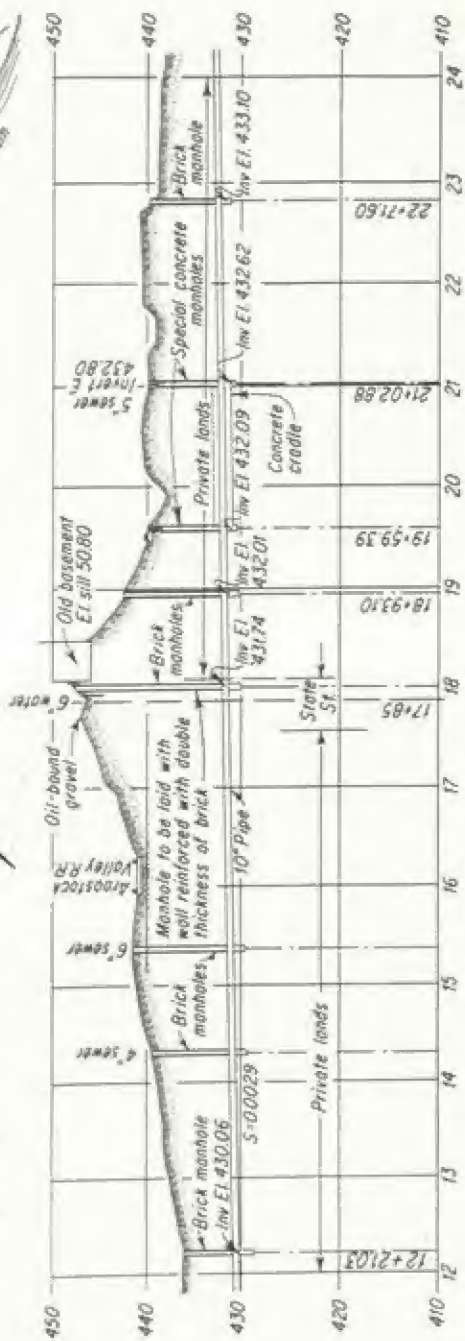 450
440
430
420
410
Old basement
El. sill 50.80
5" sewer
Invert E.
432.80
6" water
Oil-bound
gravel
Aroostock
Valley R.R.
6" sewer
4" sewer
Brick manhole
Inv El. 430.06
Brick
manholes
Manhole to be laid with
wall reinforced with double
thickness of brick
Brick
manholes
Special concrete
manholes
Brick
manhole
Private lands
S=0.0029
10" Pipe
Inv El.
431.74
Inv El.
432.01
Inv El. 432.09
Inv El. 432.62
Inv El. 433.10
Concrete
cradle
Private lands
State
St.
12+21.03
17+85
18+93.10
19+59.39
21+02.88
22+71.60
450
440
430
420
410
12
13
14
15
16
17
18
19
20
21
22
23
24